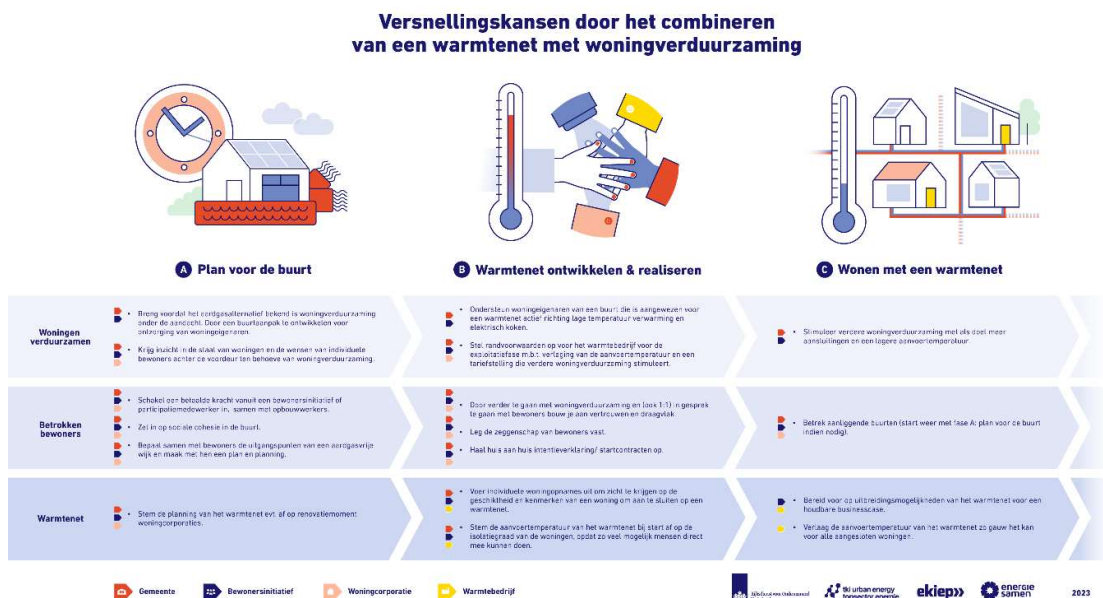 Versnellingskansen door het combineren
van een warmtenet met woningverduurzaming
A Plan voor de buurt
B Warmtenet ontwikkelen & realiseren
C Wonen met een warmtenet
Woningen
verduurzamen
• Breng voordat het aardgasalternatief bekend is woningverduurzaming
onder de aandacht. Door een buurtaanpak te ontwikkelen voor
ontzorging van woningeigenaren.
• Krijg inzicht in de staat van woningen en de wensen van individuele
bewoners achter de voordeur ten behoeve van woningverduurzaming.
• Ondersteun woningeigenaren van een buurt die is aangewezen voor
een warmtenet actief richting lage temperatuur verwarming en
elektrisch koken.
• Stel randvoorwaarden op voor het warmtebedrijf voor de
exploitatiefase m.b.t. verlaging van de aanvoertemperatuur en een
tariefstelling die verdere woningverduurzaming stimuleert.
• Stimuleer verdere woningverduurzaming met als doel meer
aansluitingen en een lagere aanvoertemperatuur.
Betrokken
bewoners
• Schakel een betaalde kracht vanuit een bewonersinitiatief of
participatiemedewerker in, samen met opbouwwerkers.
• Zet in op sociale cohesie in de buurt.
• Bepaal samen met bewoners de uitgangspunten van een aardgasvrije
wijk en maak met hen een plan en planning.
• Door verder te gaan met woningverduurzaming en (ook 1:1) in gesprek
te gaan met bewoners bouw je aan vertrouwen en draagvlak.
• Leg de zeggenschap van bewoners vast.
• Haal huis aan huis intentieverklaring/ startcontracten op.
• Betrek aanliggende buurten (start weer met fase A: plan voor de buurt
indien nodig).
Warmtenet
• Stem de planning van het warmtenet evt. af op renovatiemoment
woningcorporaties.
• Voer individuele woningopnames uit om zicht te krijgen op de
geschiktheid en kenmerken van een woning om aan te sluiten op een
warmtenet.
• Stem de aanvoertemperatuur van het warmtenet bij start af op de
isolatiegraad van de woningen, opdat zo veel mogelijk mensen direct
mee kunnen doen.
• Bereid voor op uitbreidingsmogelijkheden van het warmtenet voor een
houdbare businesscase.
• Verlaag de aanvoertemperatuur van het warmtenet zo gauw het kan
voor alle aangesloten woningen.
Gemeente
Bewonersinitiatief
Woningcorporatie
Warmtebedrijf
Rijksdienst voor Ondernemend
tki urban energy
topsector energie
ekiep»
energie
samen
2023